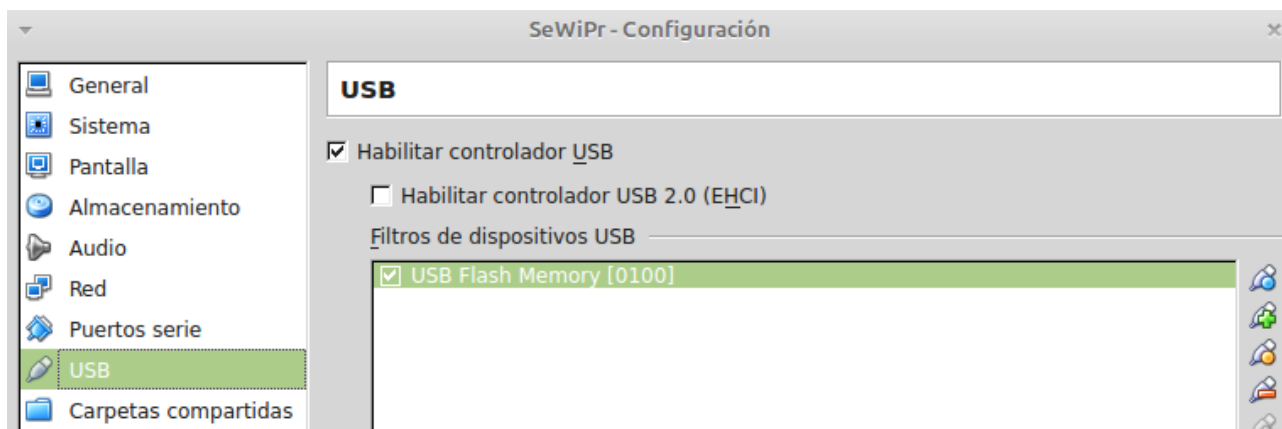 SeWiPr - Configuración
General
Sistema
Pantalla
Almacenamiento
Audio
Red
Puertos serie
USB
Carpetas compartidas
USB
Habilitar controlador USB
Habilitar controlador USB 2.0 (EHCI)
Filtros de dispositivos USB
USB Flash Memory [0100]